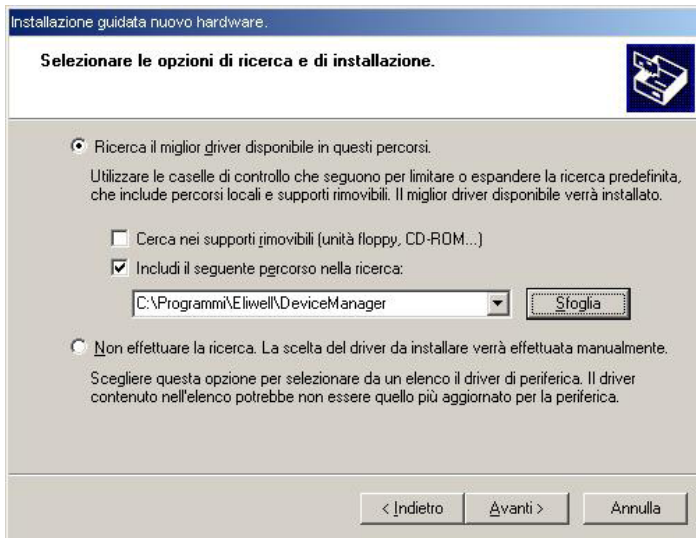 Installazione guidata nuovo hardware.
Selezionare le opzioni di ricerca e di installazione.
Ricerca il miglior driver disponibile in questi percorsi.
Utilizzare le caselle di controllo che seguono per limitare o espandere la ricerca predefinita,
che include percorsi locali e supporti rimovibili. Il miglior driver disponibile verrà installato.
Cerca nei supporti rimovibili (unità floppy, CD-ROM...)
Includi il seguente percorso nella ricerca:
C:\Programmi\Eliwell\DeviceManager
Sfoglia
Non effettuare la ricerca. La scelta del driver da installare verrà effettuata manualmente.
Scegliere questa opzione per selezionare da un elenco il driver di periferica. Il driver
contenuto nell'elenco potrebbe non essere quello più aggiornato per la periferica.
< Indietro
Avanti >
Annulla